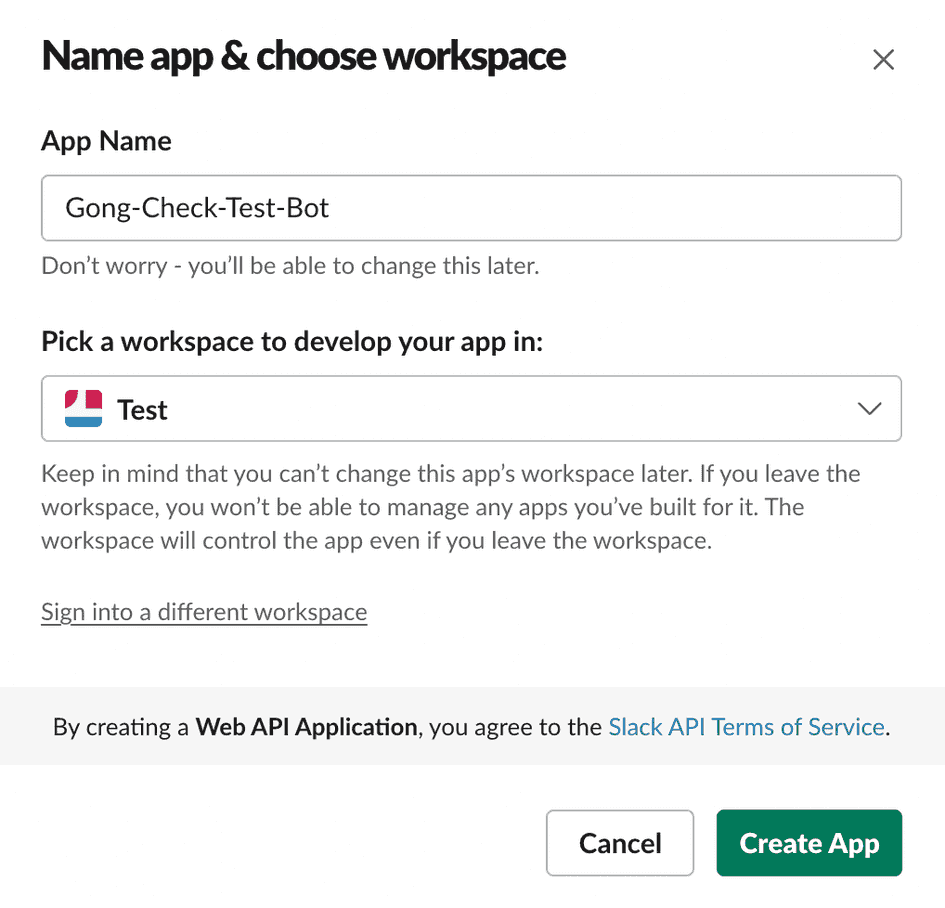 Name app & choose workspace
App Name
Gong-Check-Test-Bot
Don’t worry - you’ll be able to change this later.
Pick a workspace to develop your app in:
Test
Keep in mind that you can’t change this app’s workspace later. If you leave the
workspace, you won’t be able to manage any apps you’ve built for it. The
workspace will control the app even if you leave the workspace.
Sign into a different workspace
By creating a Web API Application, you agree to the Slack API Terms of Service.
Cancel
Create App